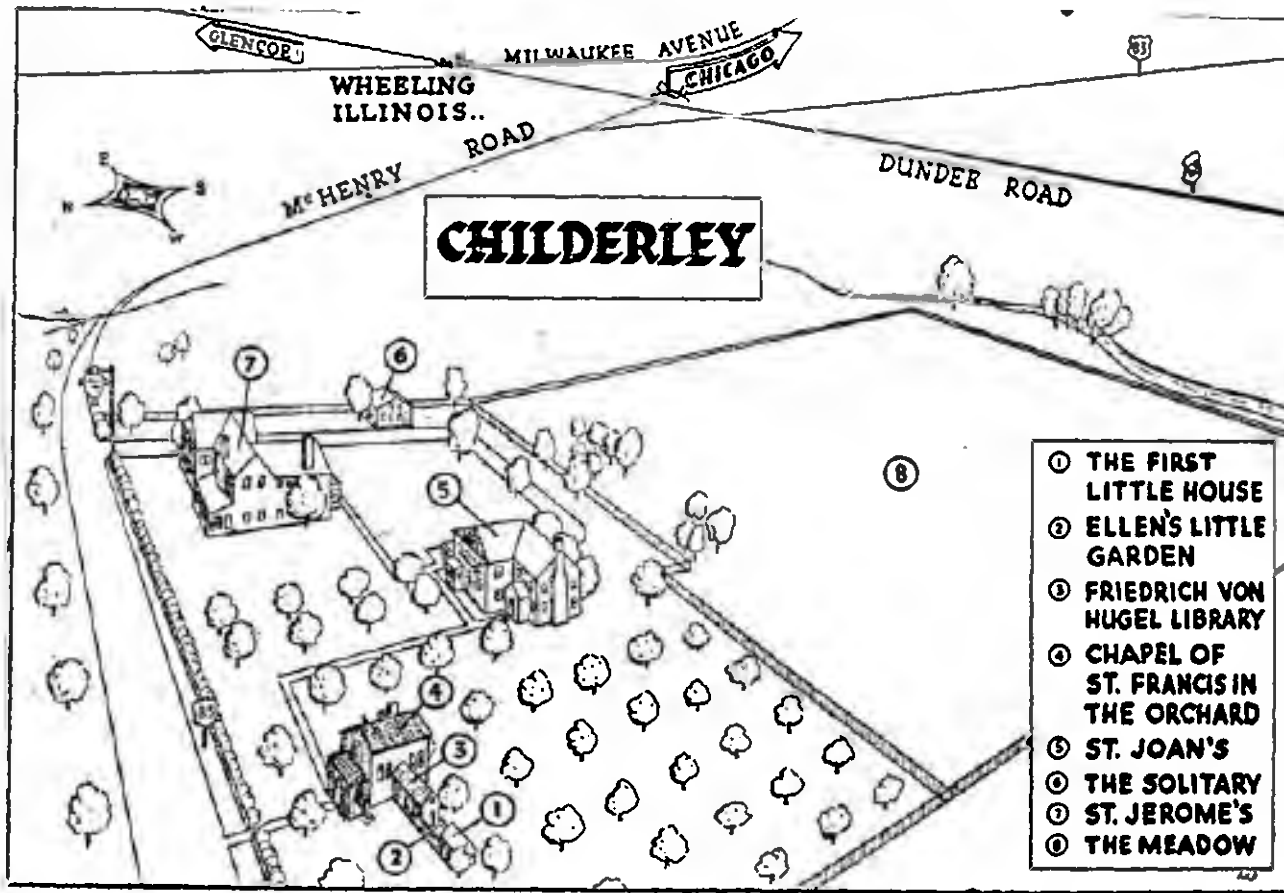 GLENCOE
MILWAUKEE AVENUE
CHICAGO
83
WHEELING
ILLINOIS..
McHENRY ROAD
DUNDEE ROAD
E
S
N
W
CHILDERLEY
7
6
5
8
4
3
1
2
① THE FIRST
LITTLE HOUSE
② ELLEN'S LITTLE
GARDEN
③ FRIEDRICH VON
HUGEL LIBRARY
④ CHAPEL OF
ST. FRANCIS IN
THE ORCHARD
⑤ ST. JOAN'S
⑥ THE SOLITARY
⑦ ST. JEROME'S
⑧ THE MEADOW